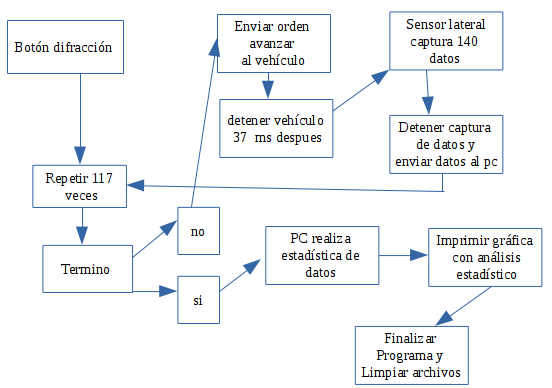 Botón difracción
Enviar orden
avanzar
al vehículo
detener vehículo
37 ms despues
Sensor lateral
captura 140
datos
Detener captura
de datos y
enviar datos al pc
Repetir 117
veces
Termino
no
si
PC realiza
estadística de
datos
Imprimir gráfica
con análisis
estadístico
Finalizar
Programa y
Limpiar archivos